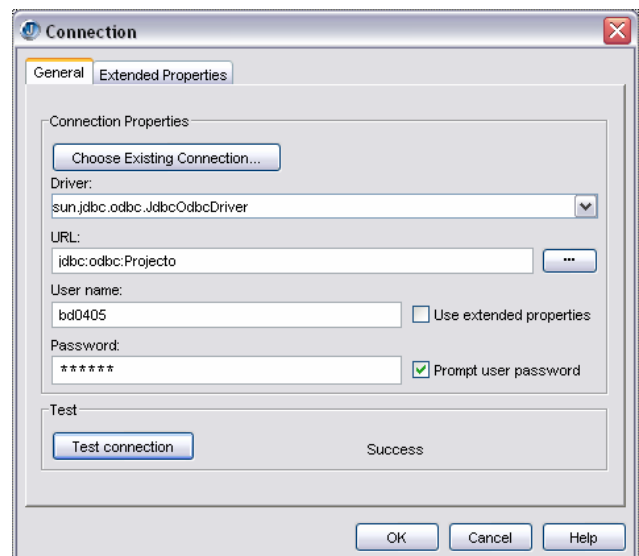 Connection
General Extended Properties
Connection Properties
Choose Existing Connection...
Driver:
sun.jdbc.odbc.JdbcOdbcDriver
URL:
jdbc:odbc:Projecto ...
User name:
bd0405 Use extended properties
Password:
****** Prompt user password
Test
Test connection Success
OK Cancel Help